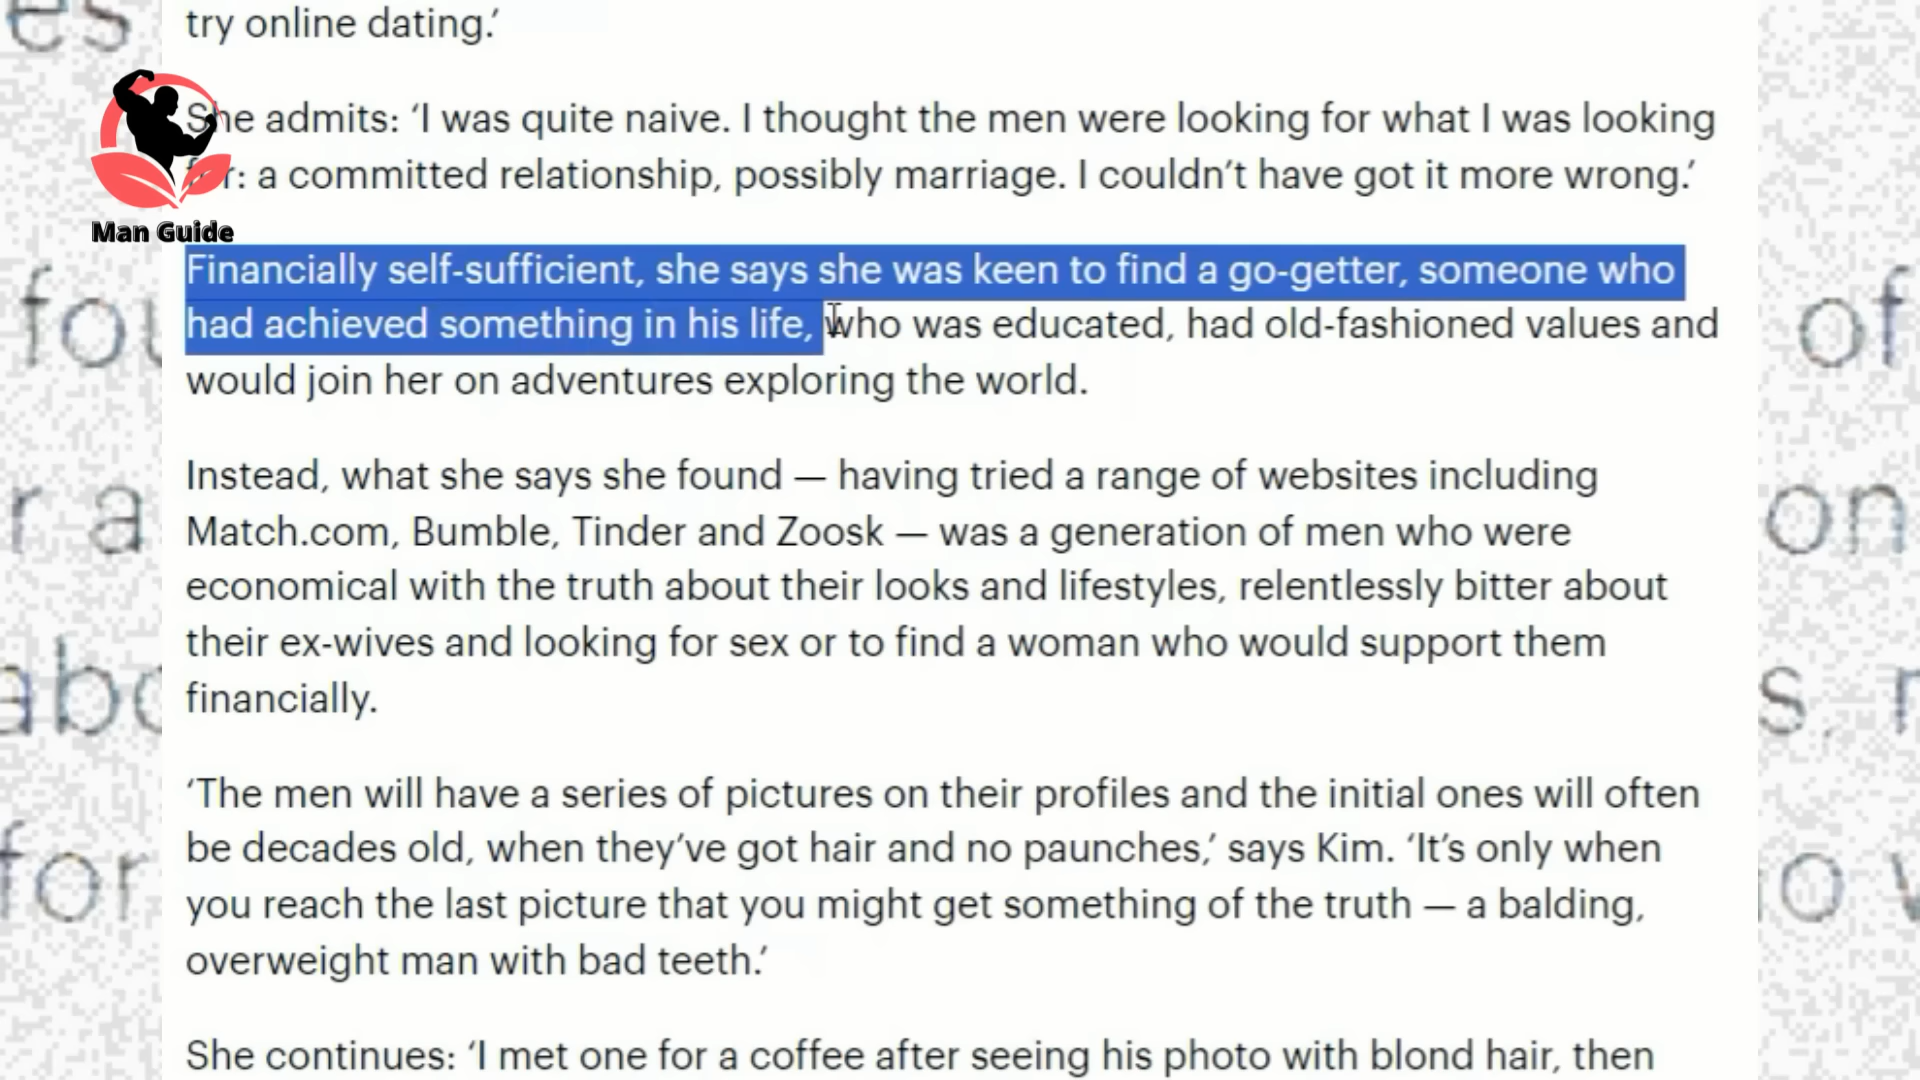 try online dating.’
She admits: ‘I was quite naive. I thought the men were looking for what I was looking
for: a committed relationship, possibly marriage. I couldn’t have got it more wrong.’
Man Guide
Financially self-sufficient, she says she was keen to find a go-getter, someone who
had achieved something in his life, who was educated, had old-fashioned values and
would join her on adventures exploring the world.
Instead, what she says she found — having tried a range of websites including
Match.com, Bumble, Tinder and Zoosk — was a generation of men who were
economical with the truth about their looks and lifestyles, relentlessly bitter about
their ex-wives and looking for sex or to find a woman who would support them
financially.
‘The men will have a series of pictures on their profiles and the initial ones will often
be decades old, when they’ve got hair and no paunches,’ says Kim. ‘It’s only when
you reach the last picture that you might get something of the truth — a balding,
overweight man with bad teeth.’
She continues: ‘I met one for a coffee after seeing his photo with blond hair, then